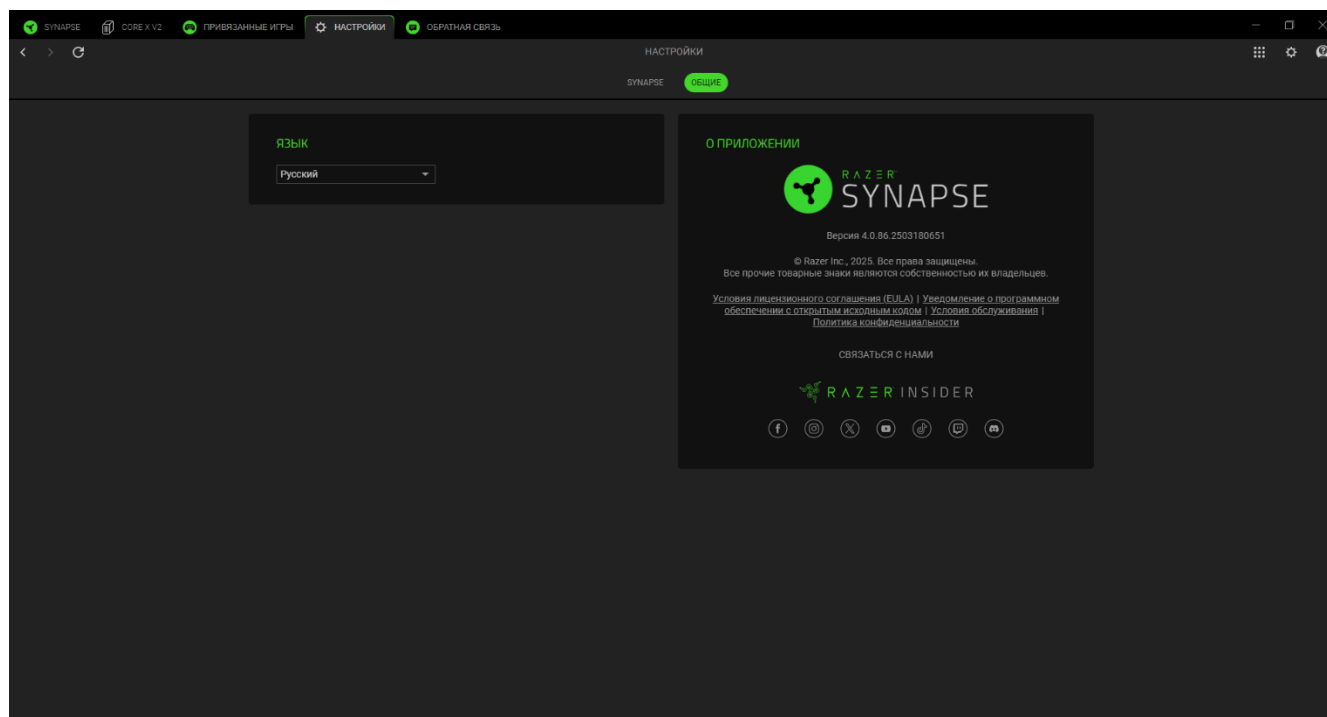 SYNAPSE CORE X V2 ПРИВЯЗАННЫЕ ИГРЫ НАСТРОЙКИ ОБРАТНАЯ СВЯЗЬ
НАСТРОЙКИ
SYNAPSE ОБЩИЕ
ЯЗЫК
Русский
О ПРИЛОЖЕНИИ
RAZER
SYNAPSE
Версия 4.0.86.2503180651
© Razer Inc., 2025. Все права защищены.
Все прочие товарные знаки являются собственностью их владельцев.
Условия лицензионного соглашения (EULA) | Уведомление о программном
обеспечении с открытым исходным кодом | Условия обслуживания |
Политика конфиденциальности
СВЯЗАТЬСЯ С НАМИ
RAZER INSIDER